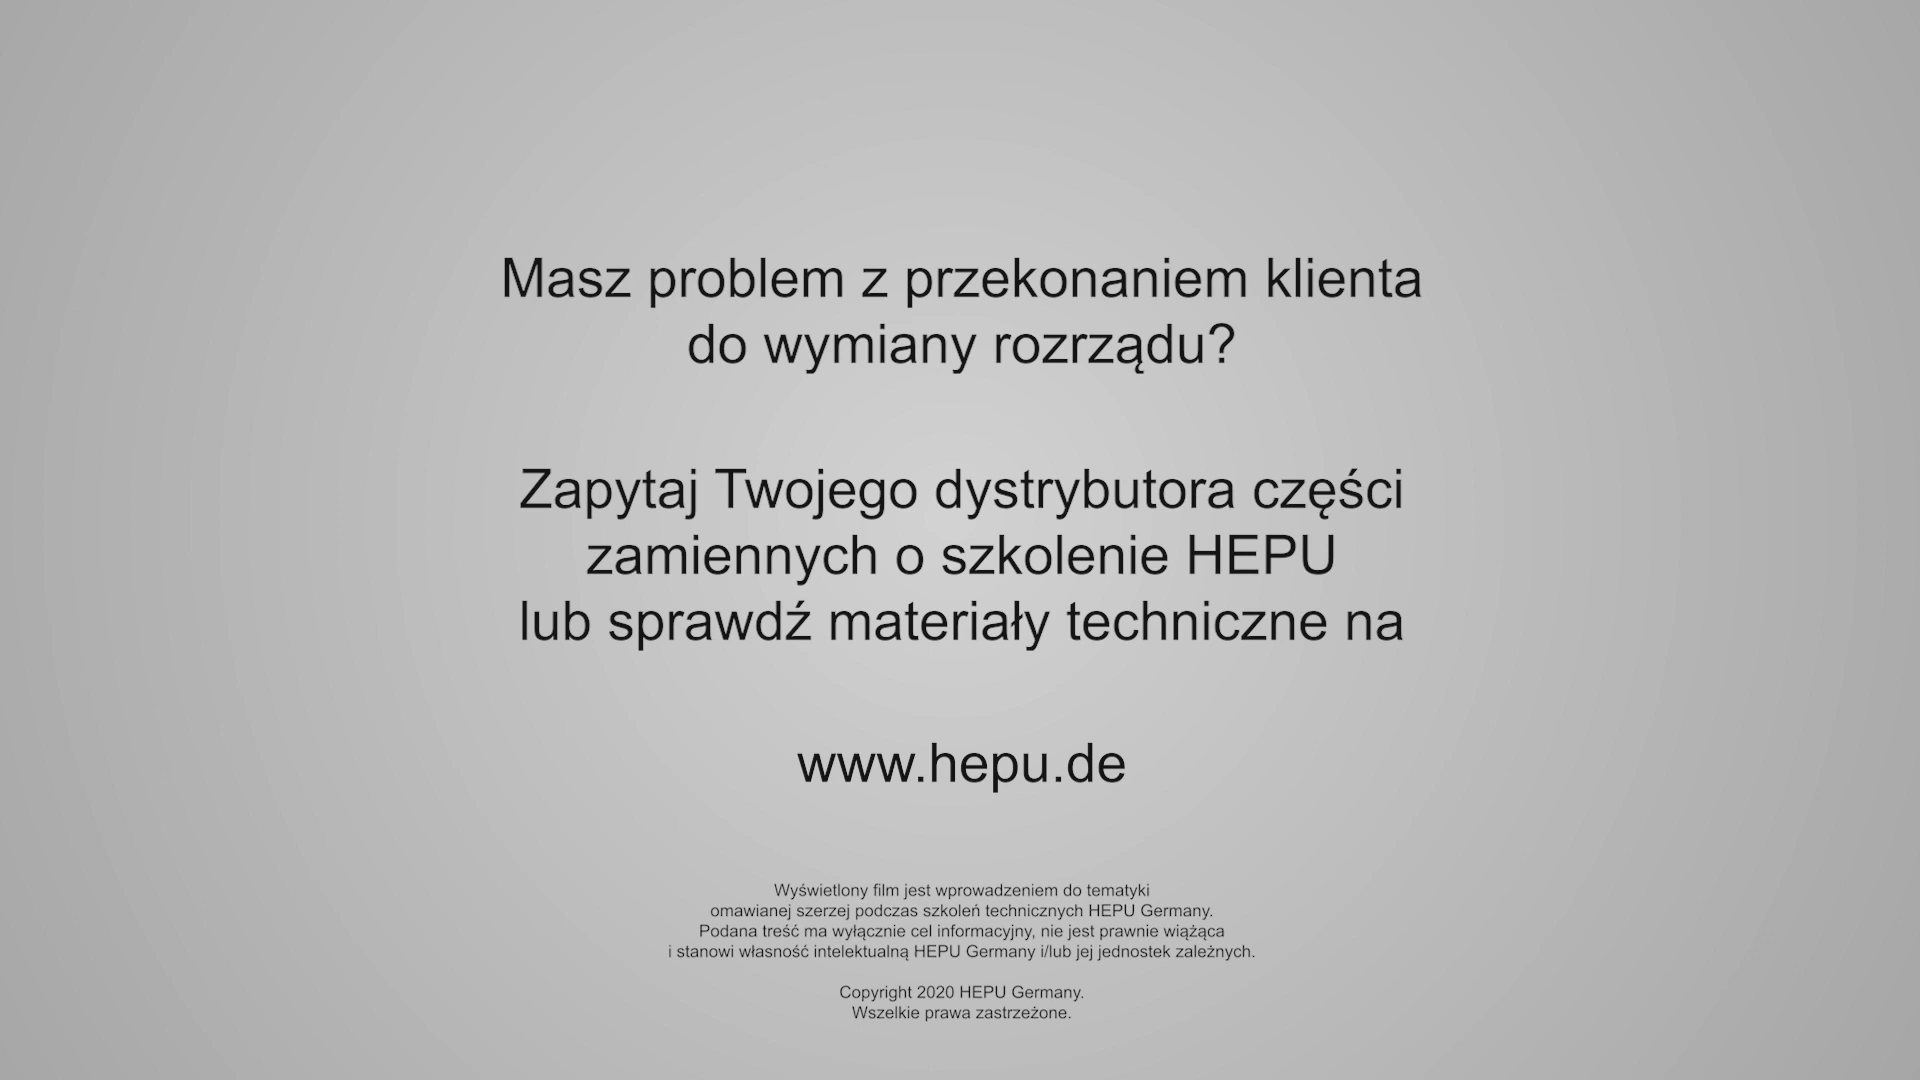 Masz problem z przekonaniem klienta
do wymiany rozrządu?
Zapytaj Twojego dystrybutora części
zamiennych o szkolenie HEPU
lub sprawdź materiały techniczne na
www.hepu.de
Wyświetlony film jest wprowadzeniem do tematyki
omawianej szerzej podczas szkoleń technicznych HEPU Germany.
Podana treść ma wyłącznie cel informacyjny, nie jest prawnie wiążąca
i stanowi własność intelektualną HEPU Germany i/lub jej jednostek zależnych.
Copyright 2020 HEPU Germany.
Wszelkie prawa zastrzeżone.